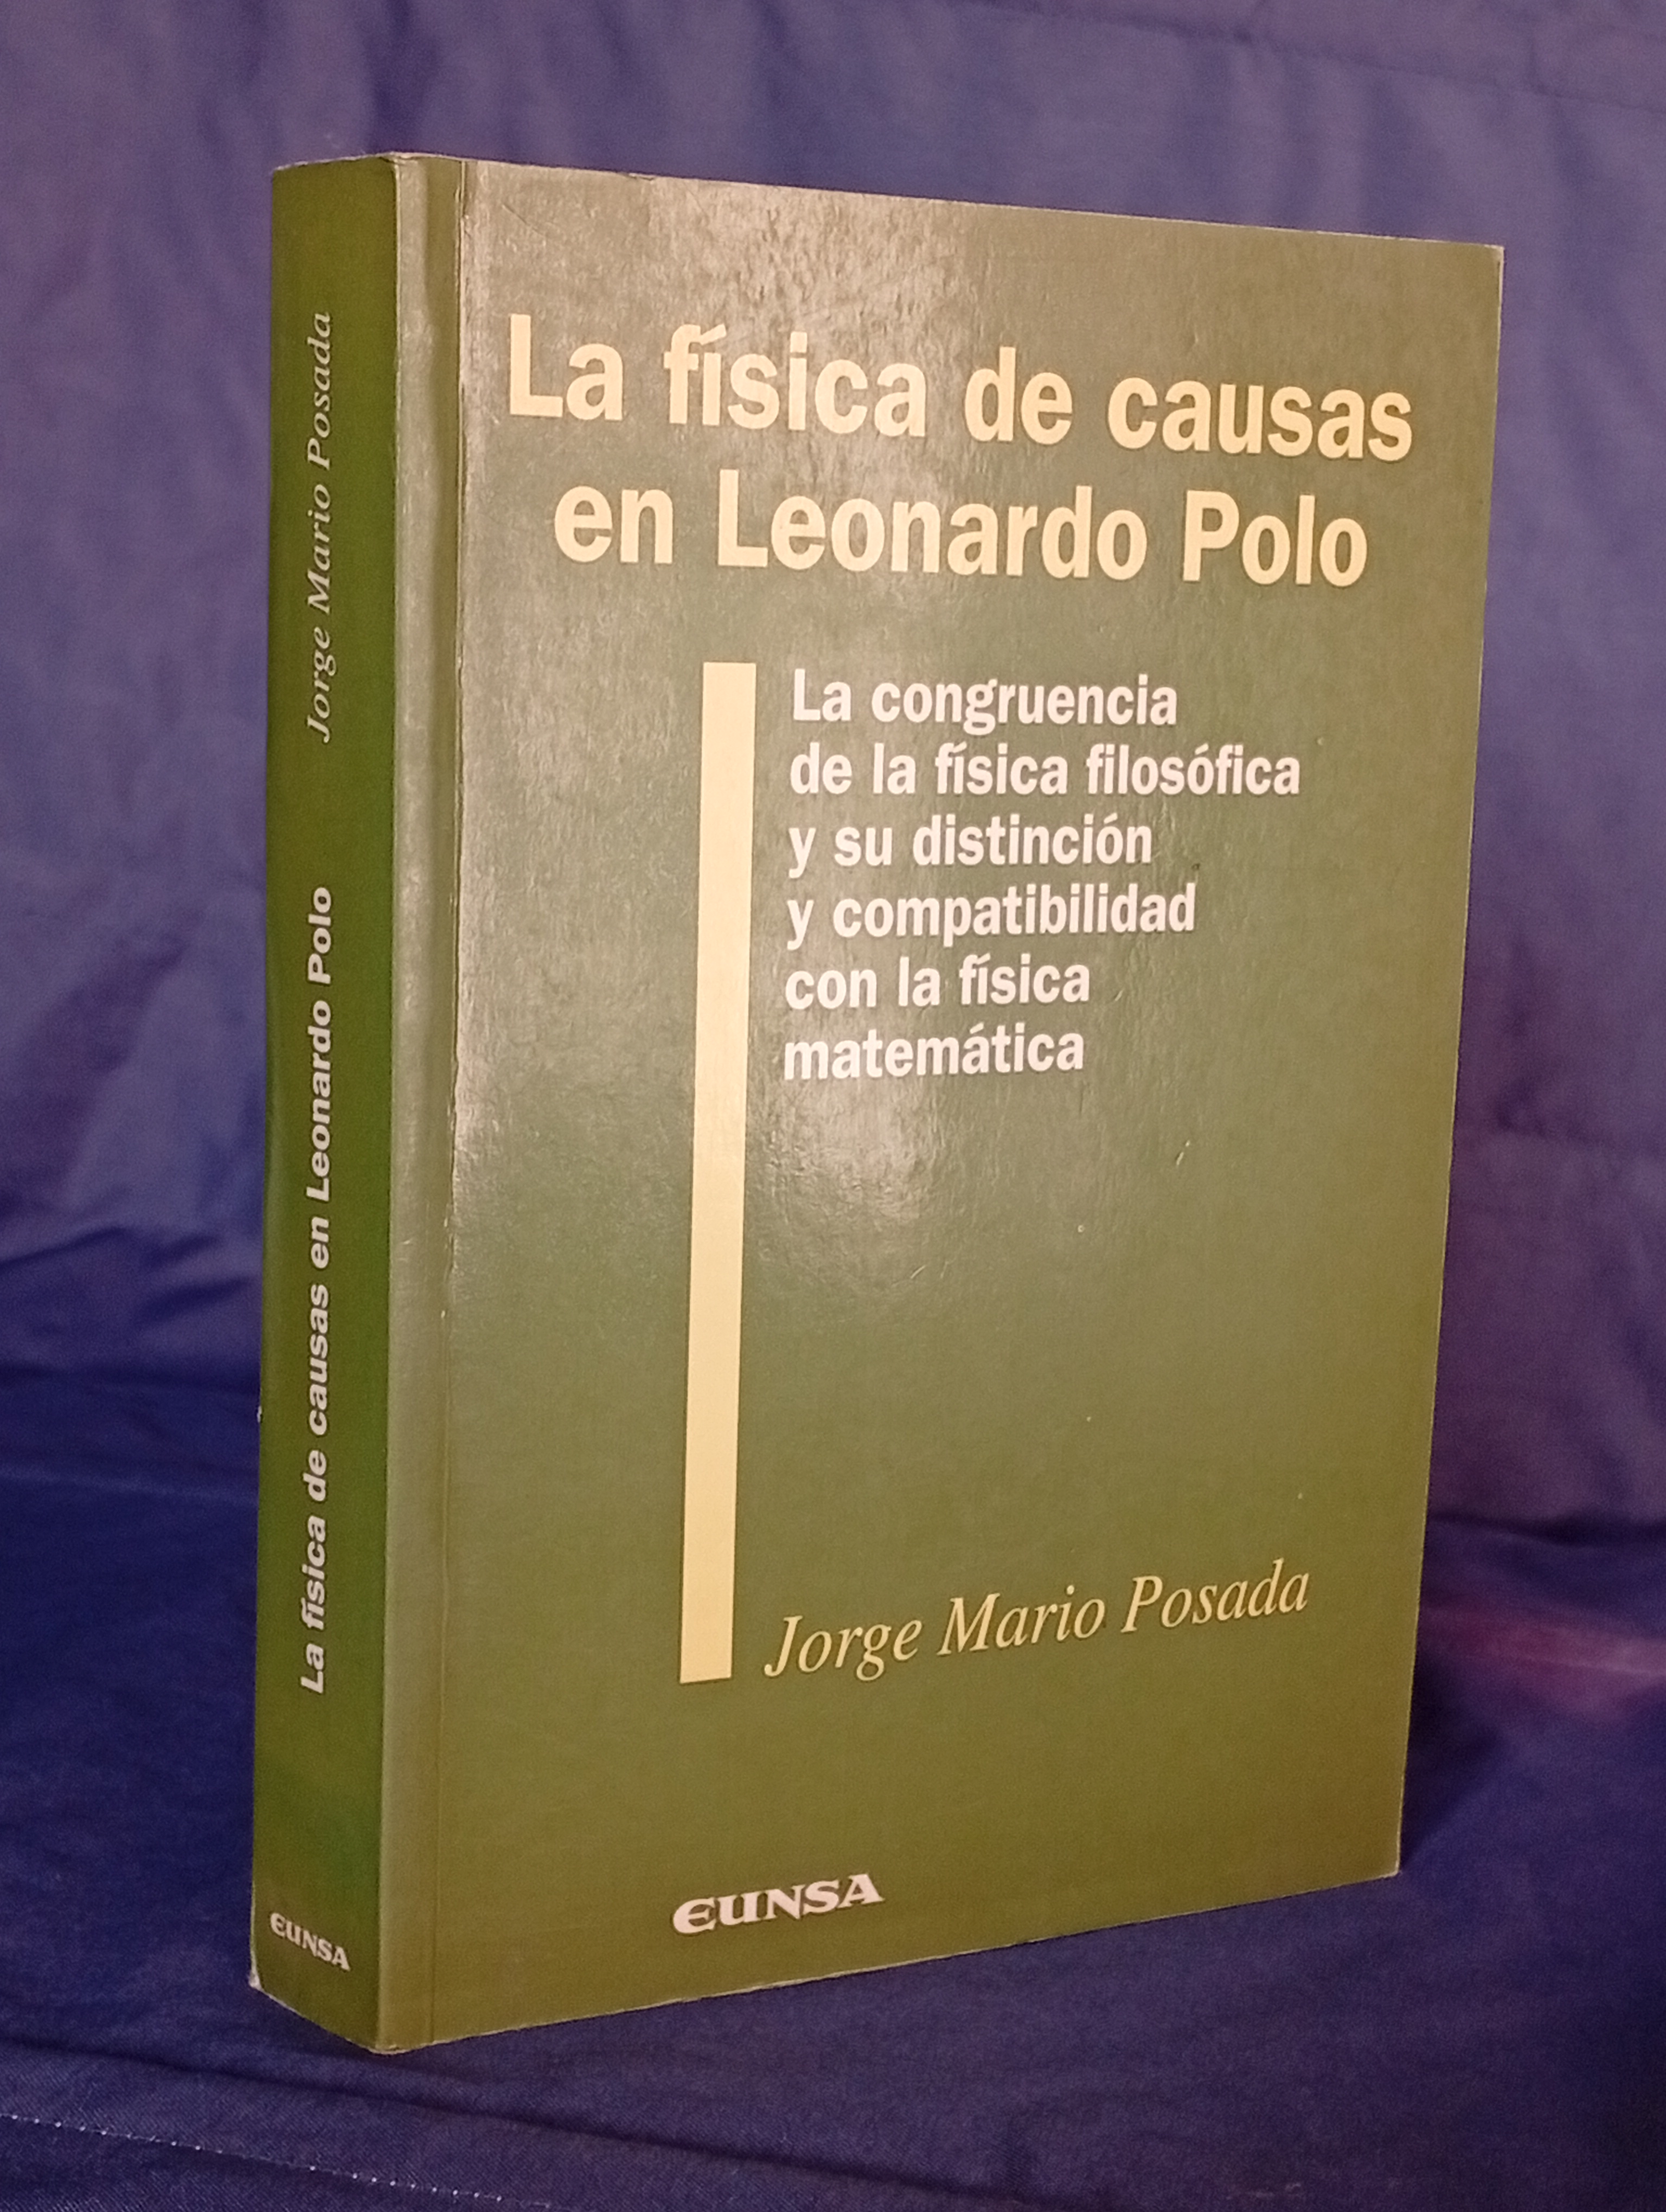 La física de causas
en Leonardo Polo
La congruencia
de la física filosófica
y su distinción
y compatibilidad
con la física
matemática
Jorge Mario Posada
EUNSA
La física de causas en Leonardo Polo
Jorge Mario Posada
EUNSA